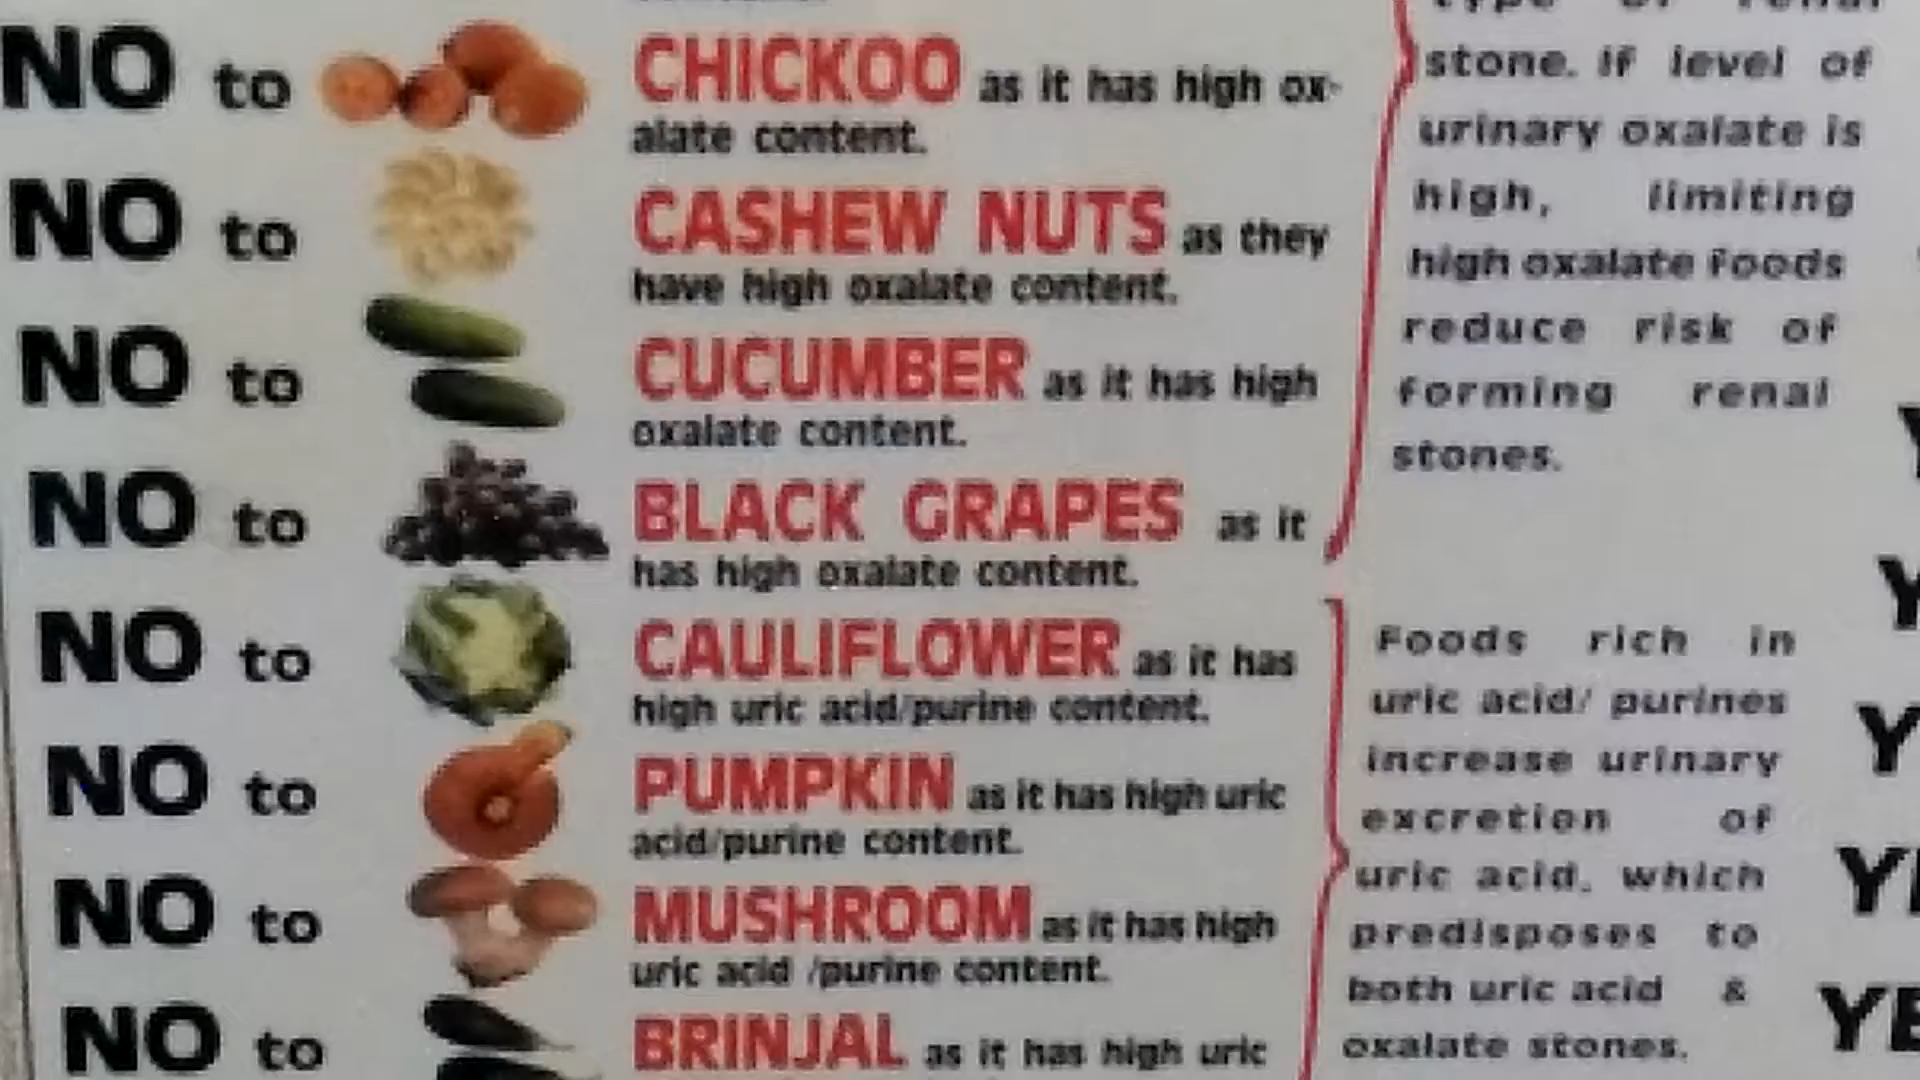 NO to CHICKOO as it has high ox-
alate content.
NO to CASHEW NUTS as they
have high oxalate content.
NO to CUCUMBER as it has high
oxalate content.
NO to BLACK GRAPES as it
has high oxalate content.
NO to CAULIFLOWER as it has
high uric acid/purine content.
NO to PUMPKIN as it has high uric
acid/purine content.
NO to MUSHROOM as it has high
uric acid /purine content.
NO to BRINJAL as it has high uric
type of renal
stone. If level of
urinary oxalate is
high, limiting
high oxalate foods
reduce risk of
forming renal
stones.
Foods rich in
uric acid/ purines
increase urinary
excretion of
uric acid, which
predisposes to
both uric acid &
oxalate stones.